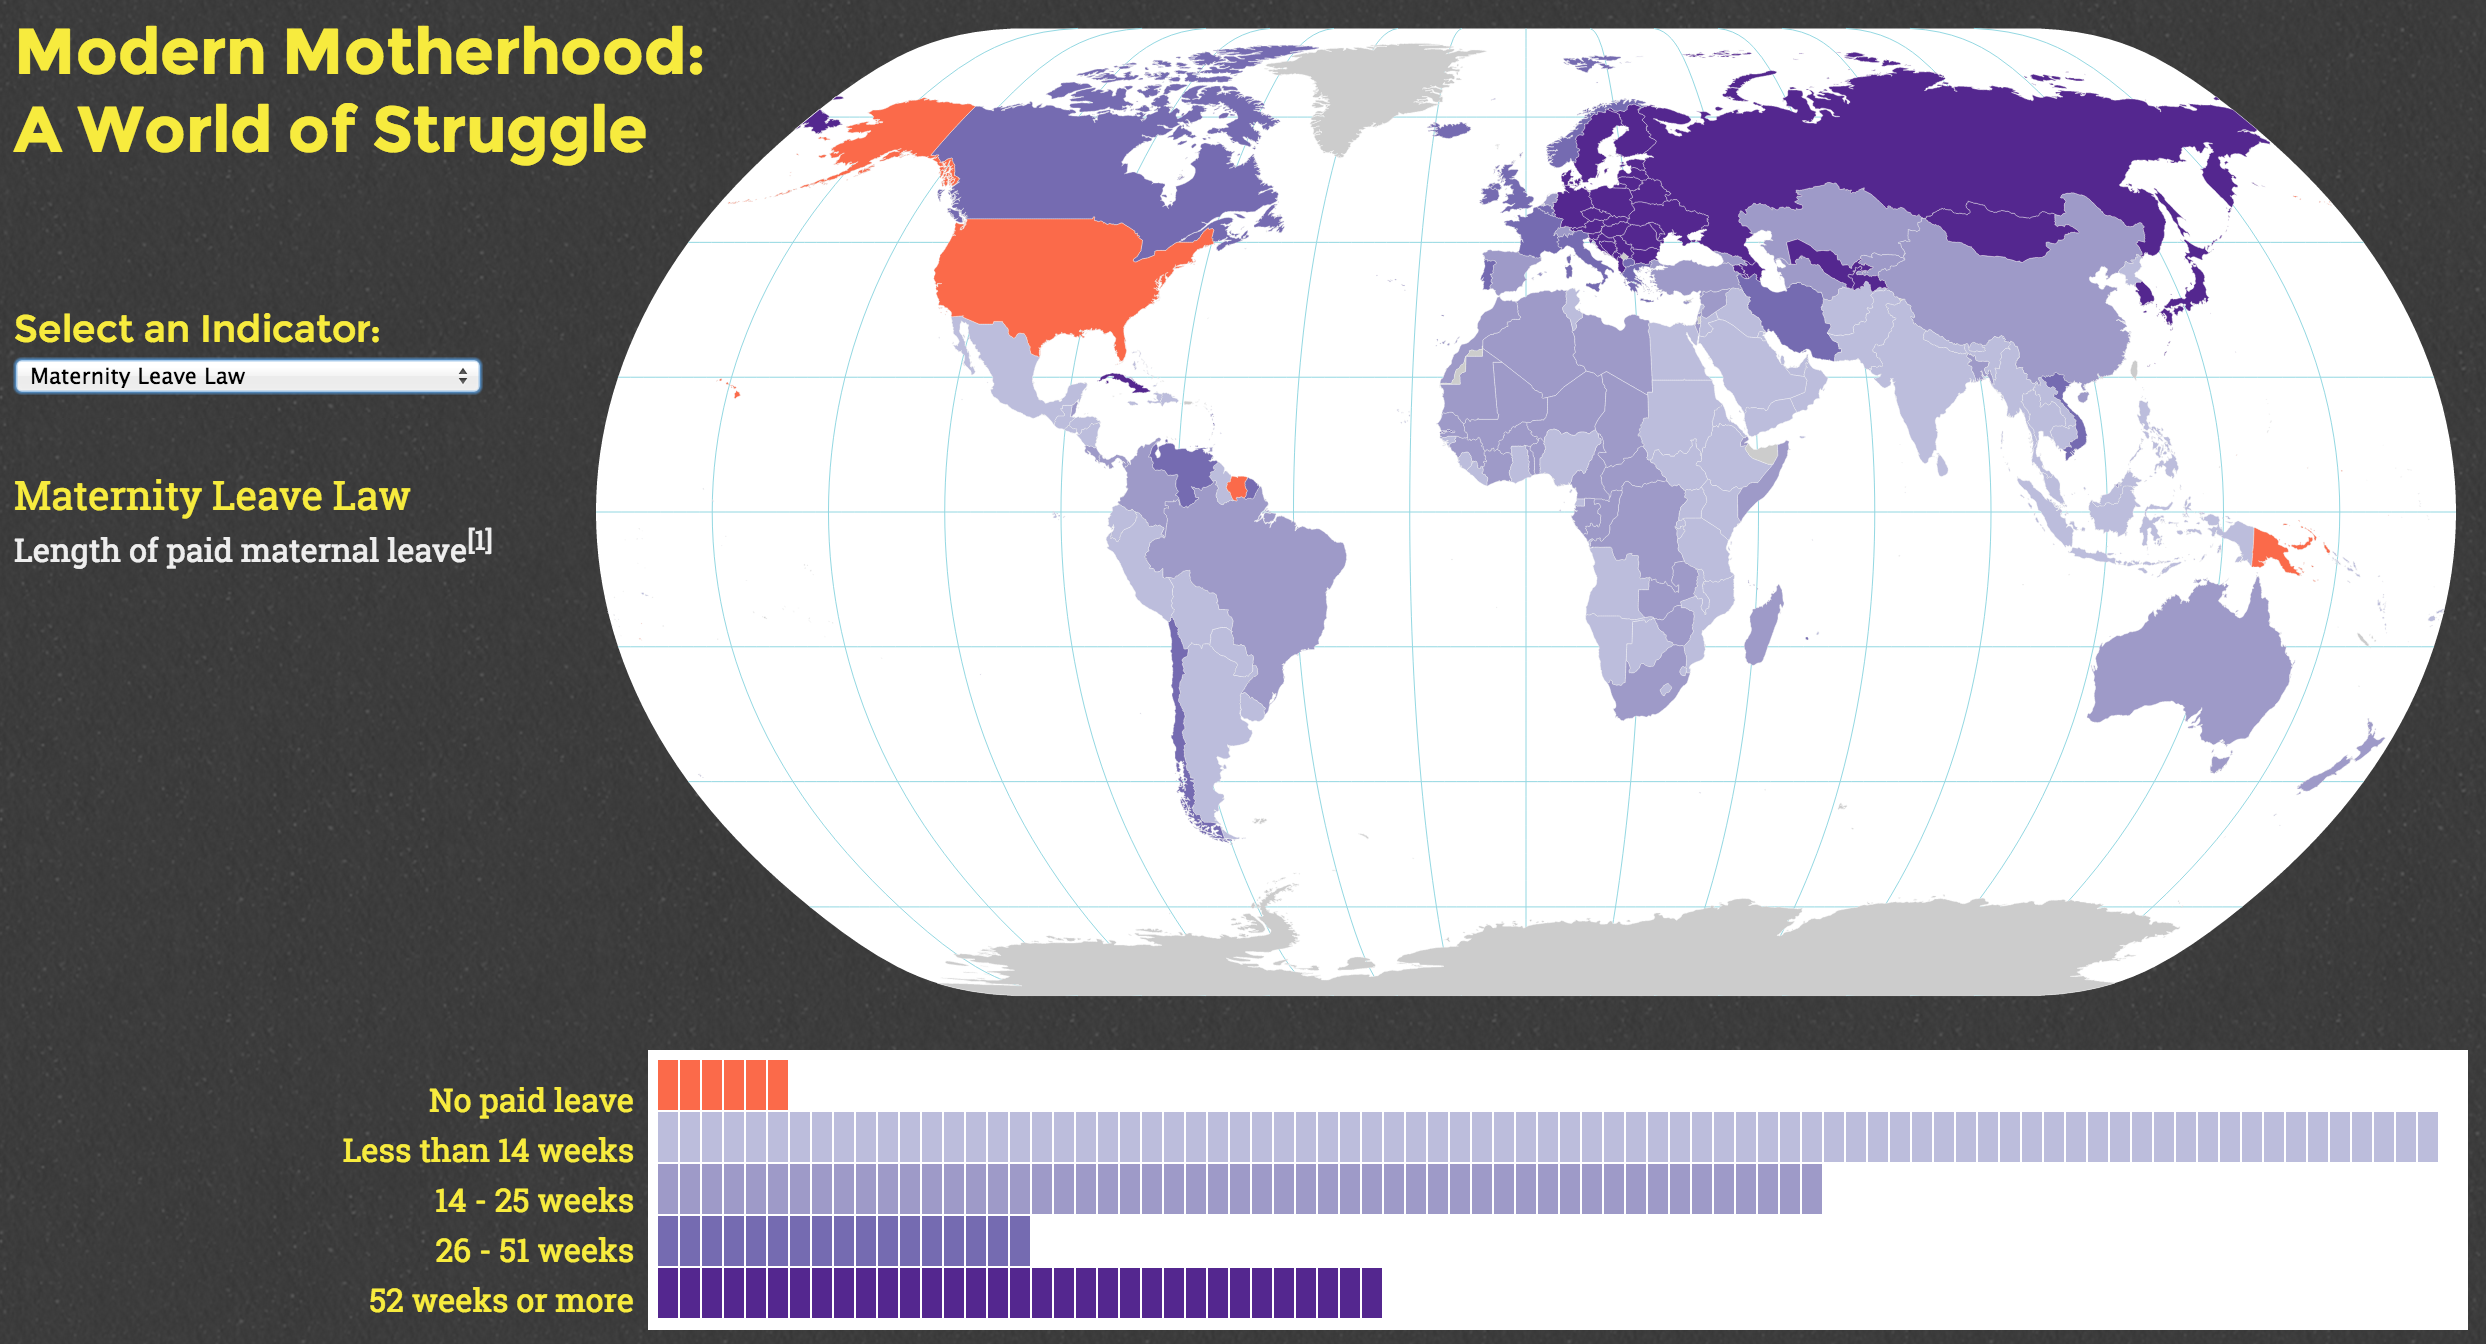 Modern Motherhood:
A World of Struggle
Select an Indicator:
Maternity Leave Law
Maternity Leave Law
Length of paid maternal leave[1]
No paid leave
Less than 14 weeks
14 - 25 weeks
26 - 51 weeks
52 weeks or more